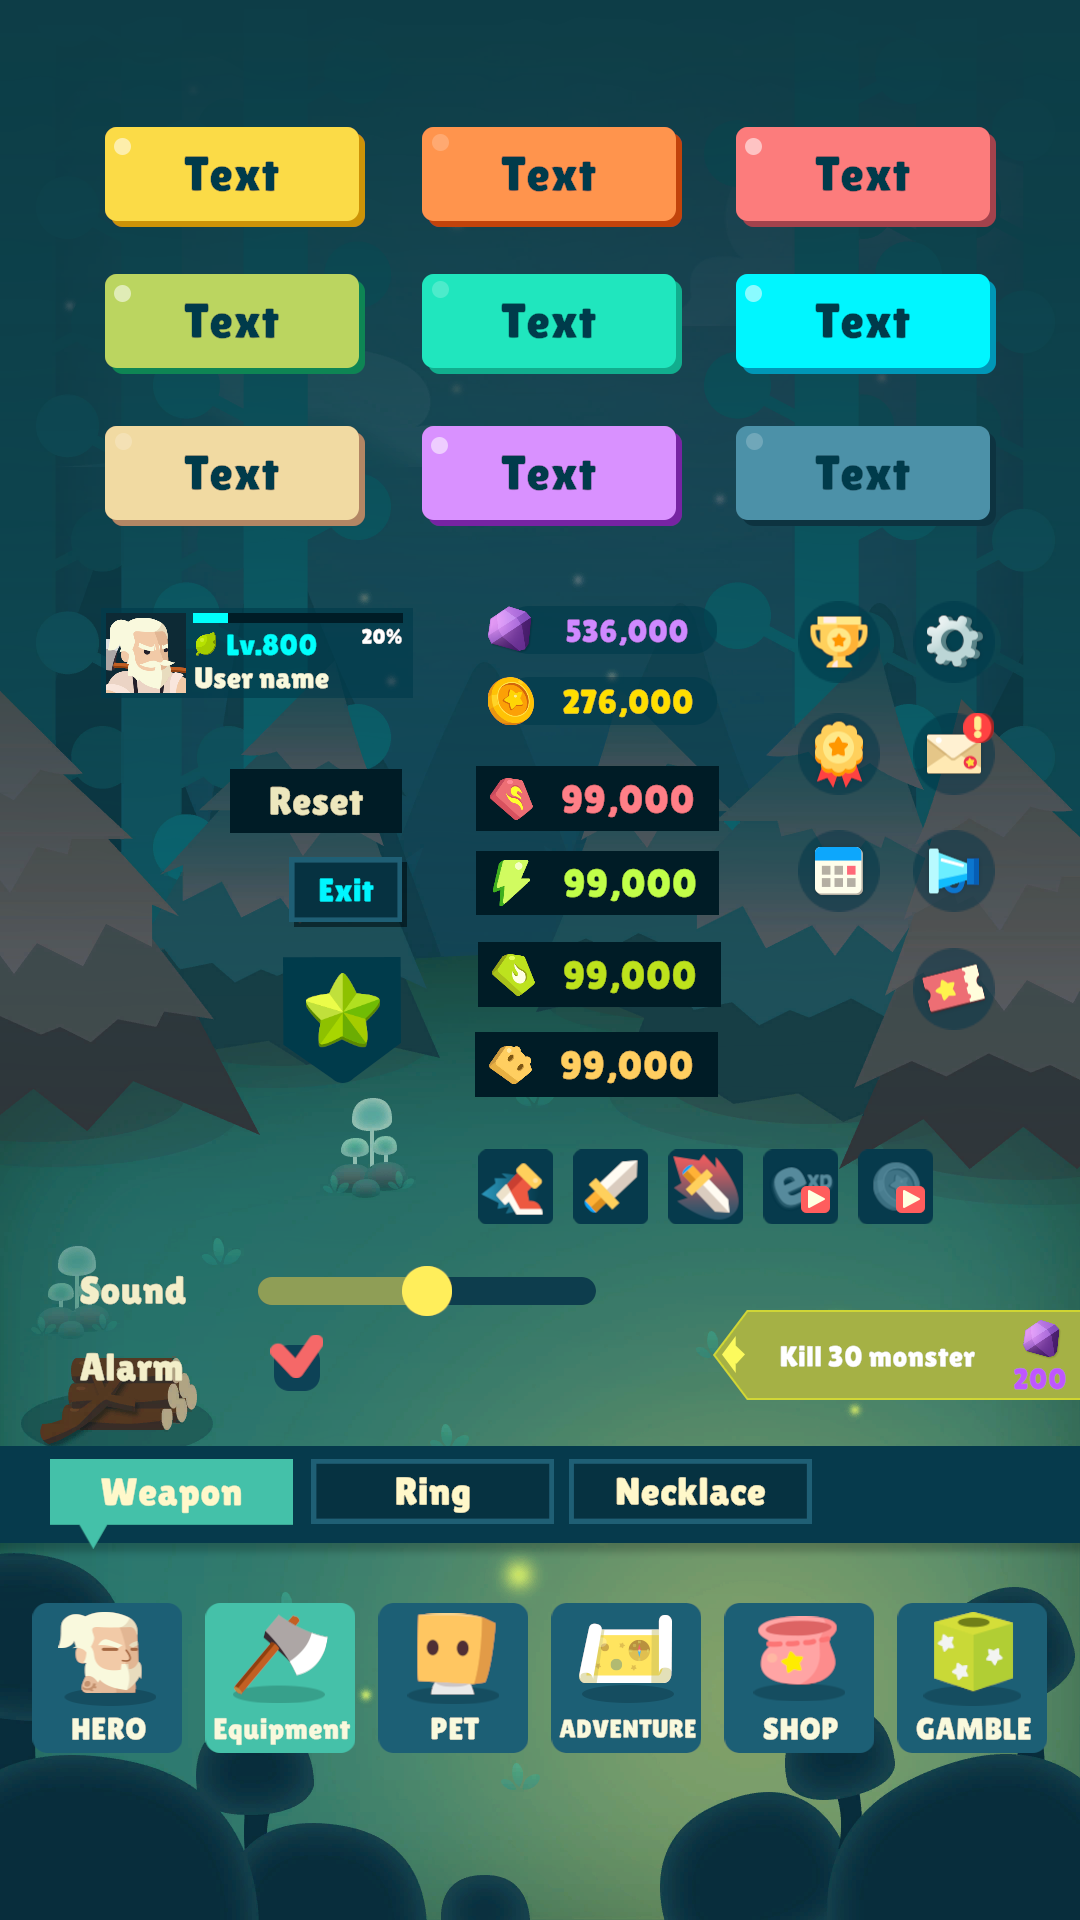 Text
Text
Text
Text
Text
Text
Text
Text
Text
Lv.800
20%
User name
536,000
276,000
Reset
99,000
Exit
99,000
99,000
99,000
exp
Sound
Alarm
Kill 30 monster
200
Weapon
Ring
Necklace
HERO
Equipment
PET
ADVENTURE
SHOP
GAMBLE